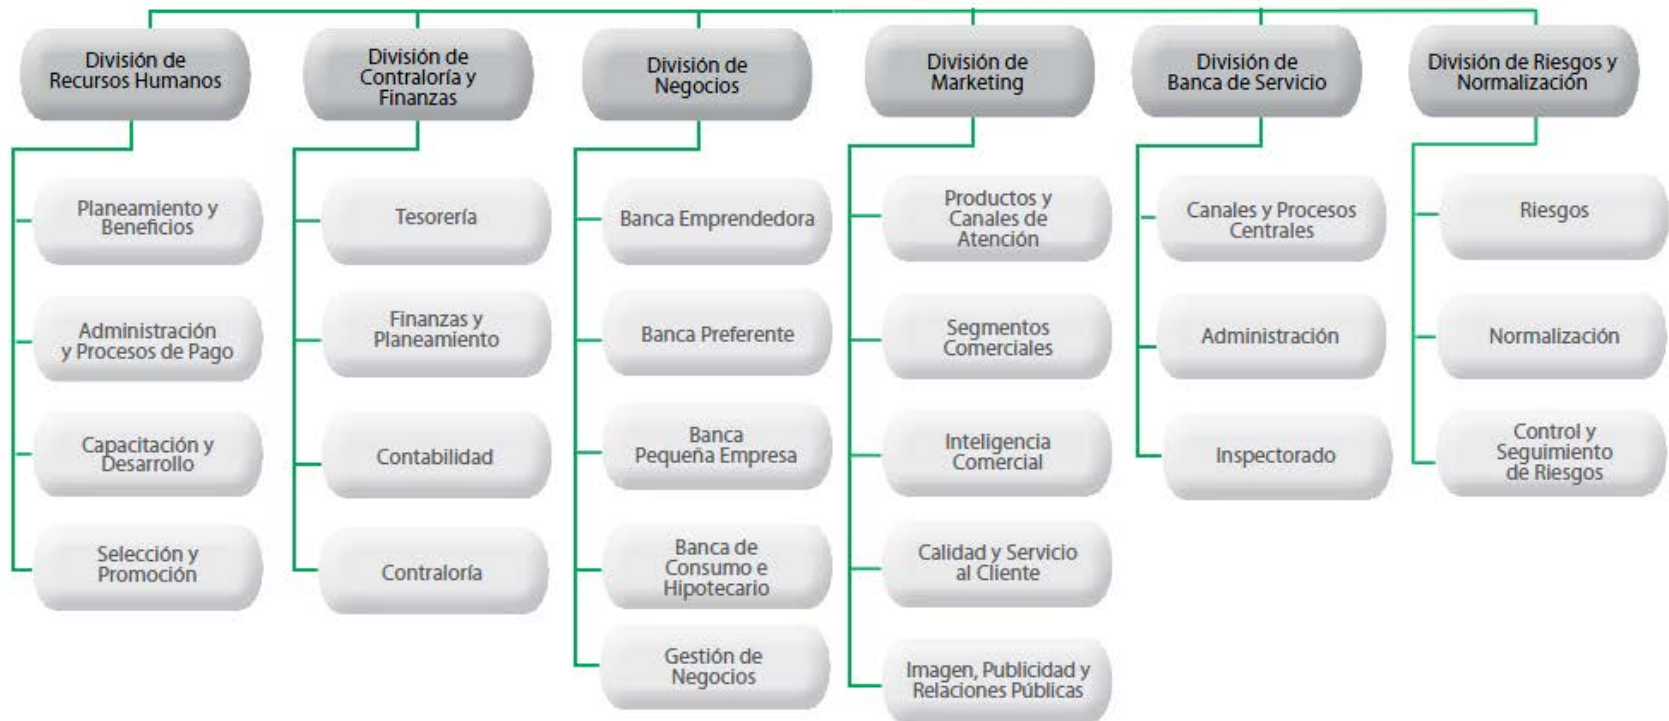 División de
Recursos Humanos
Planeamiento y
Beneficios
Administración
y Procesos de Pago
Capacitación y
Desarrollo
Selección y
Promoción
División de
Contraloría y
Finanzas
Tesorería
Finanzas y
Planeamiento
Contabilidad
Contraloría
División de
Negocios
Banca Emprendedora
Banca Preferente
Banca
Pequeña Empresa
Banca de
Consumo e
Hipotecario
Gestión de
Negocios
División de
Marketing
Productos y
Canales de
Atención
Segmentos
Comerciales
Inteligencia
Comercial
Calidad y Servicio
al Cliente
Imagen, Publicidad y
Relaciones Públicas
División de
Banca de Servicio
Canales y Procesos
Centrales
Administración
Inspectorado
División de Riesgos y
Normalización
Riesgos
Normalización
Control y
Seguimiento
de Riesgos